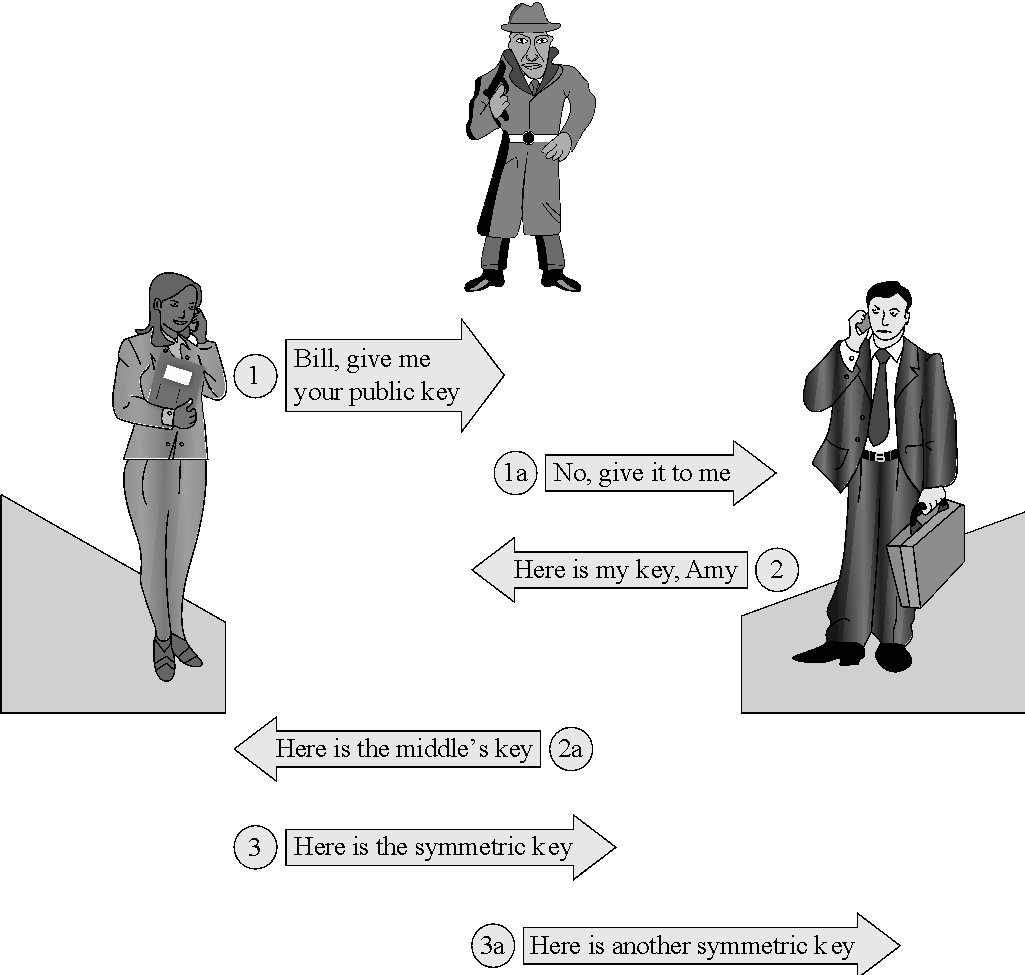 1
Bill, give me
your public key
1a
No, give it to me
Here is my key, Amy
2
Here is the middle's key
2a
3
Here is the symmetric key
3a
Here is another symmetric key